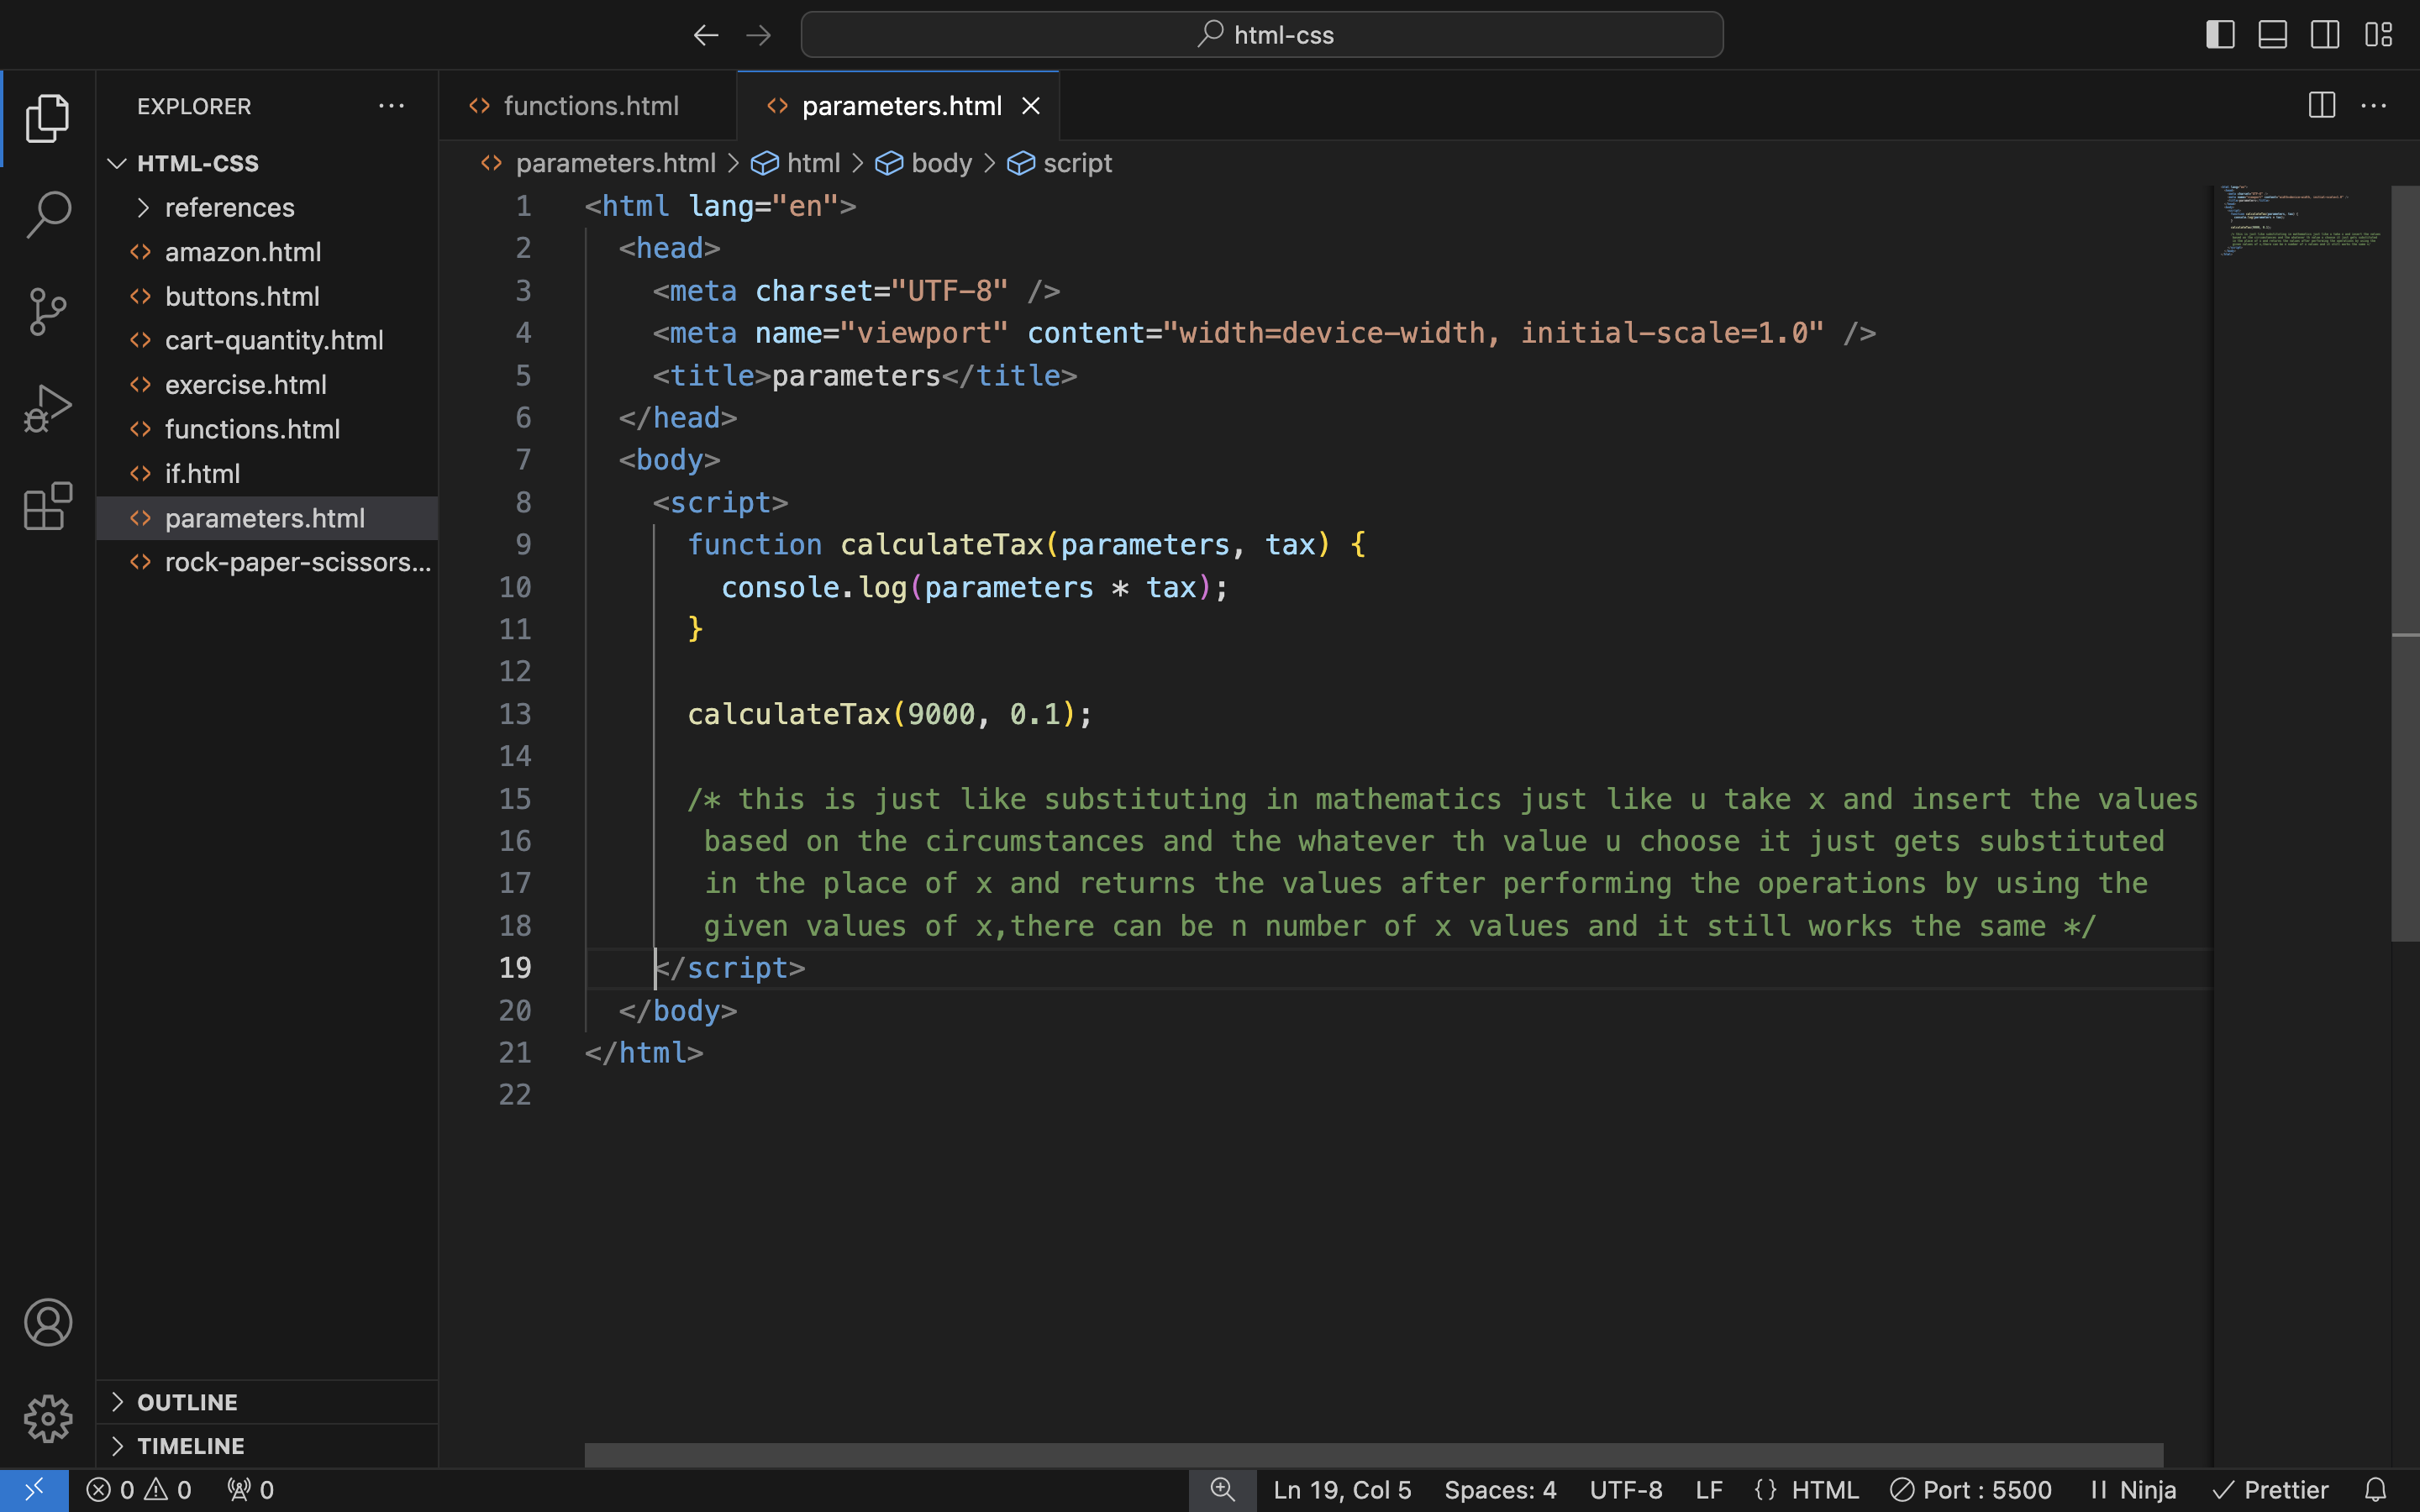 html-css
EXPLORER
functions.html
parameters.html
HTML-CSS
parameters.html > html > body > script
references
amazon.html
buttons.html
cart-quantity.html
exercise.html
functions.html
if.html
parameters.html
rock-paper-scissors...
1 <html lang="en">
2 <head>
3 <meta charset="UTF-8" />
4 <meta name="viewport" content="width=device-width, initial-scale=1.0" />
5 <title>parameters</title>
6 </head>
7 <body>
8 <script>
9 function calculateTax(parameters, tax) {
10 console.log(parameters * tax);
11 }
12
13 calculateTax(9000, 0.1);
14
15 /* this is just like substituting in mathematics just like u take x and insert the values
16 based on the circumstances and the whatever th value u choose it just gets substituted
17 in the place of x and returns the values after performing the operations by using the
18 given values of x,there can be n number of x values and it still works the same */
19 </script>
20 </body>
21 </html>
22
OUTLINE
TIMELINE
0 0 0 Ln 19, Col 5 Spaces: 4 UTF-8 LF {} HTML Port : 5500 Ninja Prettier